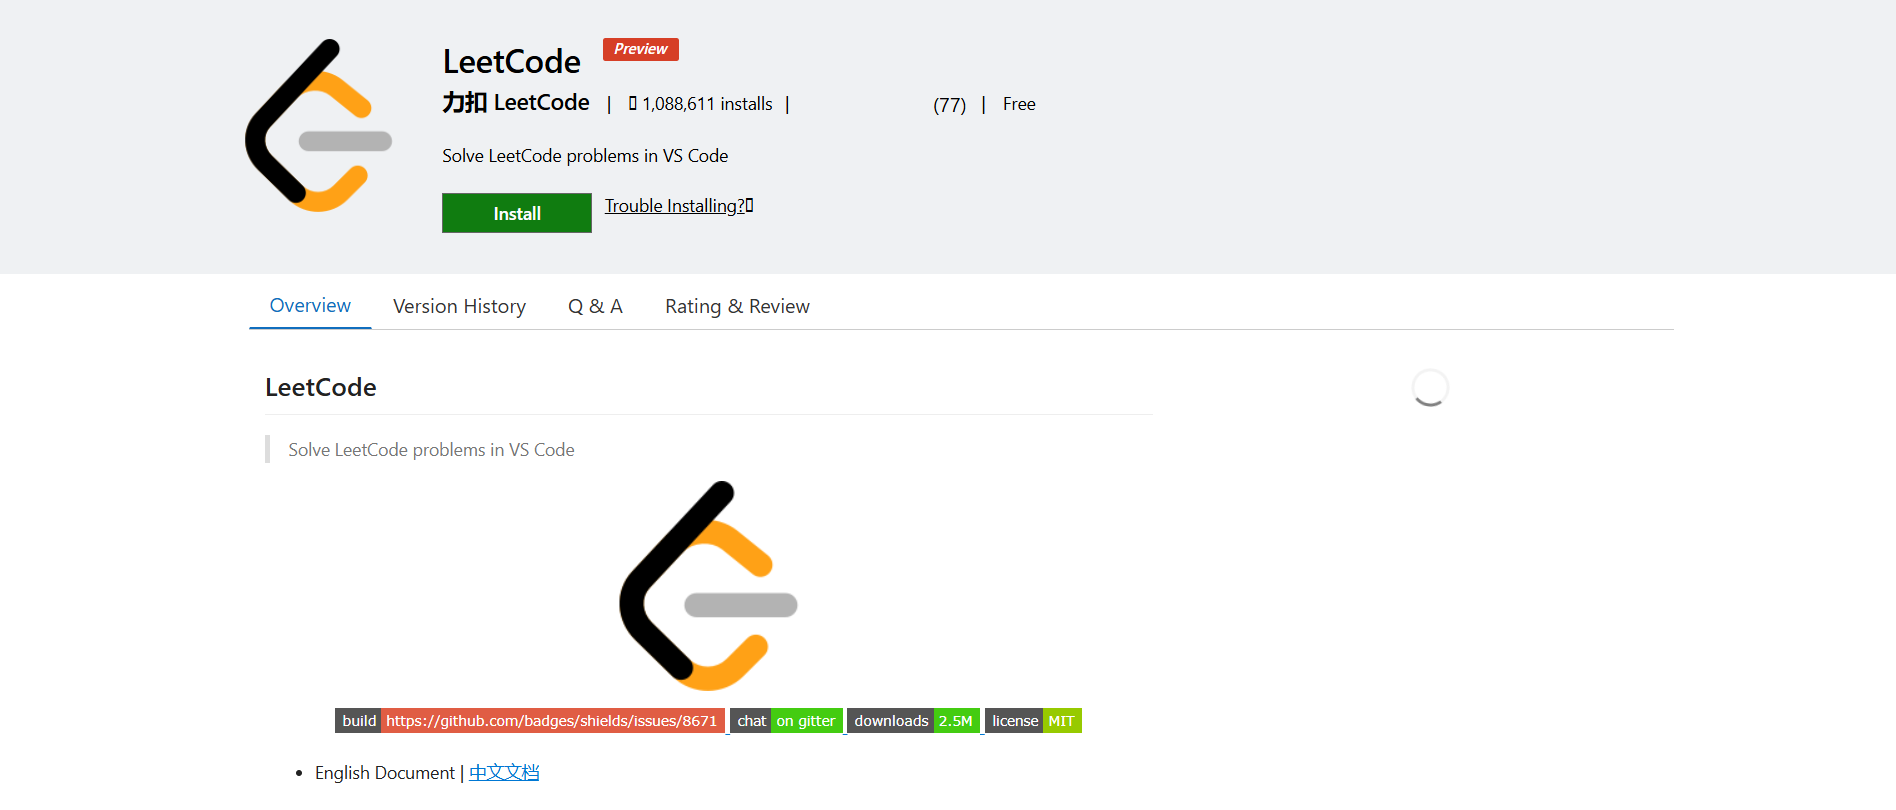 LeetCode Preview
力扣 LeetCode | 1,088,611 installs | (77) | Free
Solve LeetCode problems in VS Code
Install Trouble Installing?
Overview Version History Q & A Rating & Review
LeetCode
Solve LeetCode problems in VS Code
build https://github.com/badges/shields/issues/8671 chat on gitter downloads 2.5M license MIT
• English Document | 中文文档